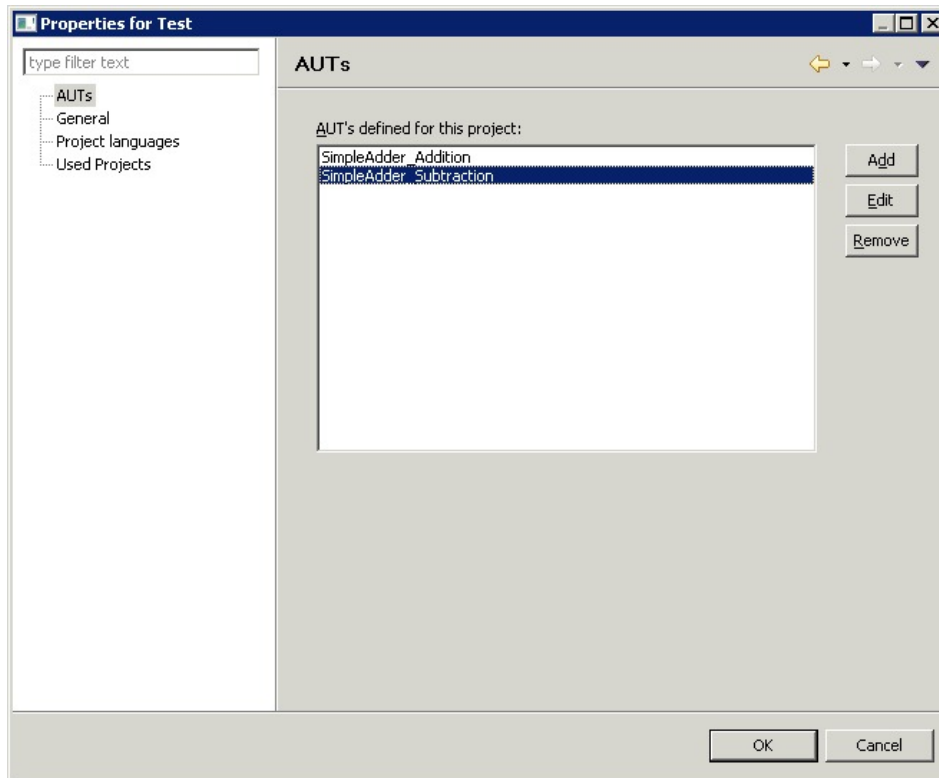 Properties for Test
type filter text
AUTs
General
Project languages
Used Projects
AUTs
AUT's defined for this project:
SimpleAdder_Addition
SimpleAdder_Subtraction
Add
Edit
Remove
OK
Cancel